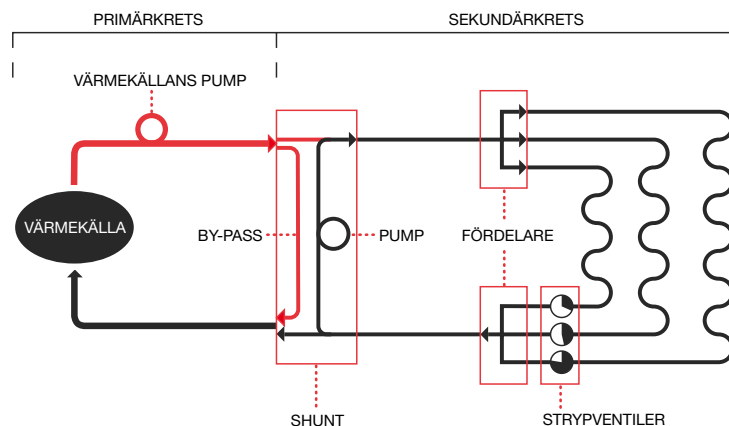 PRIMÄRKRETS
SEKUNDÄRKRETS
VÄRMEKÄLLANS PUMP
VÄRMEKÄLLA
BY-PASS
PUMP
FÖRDELARE
SHUNT
STRYPVENTILER